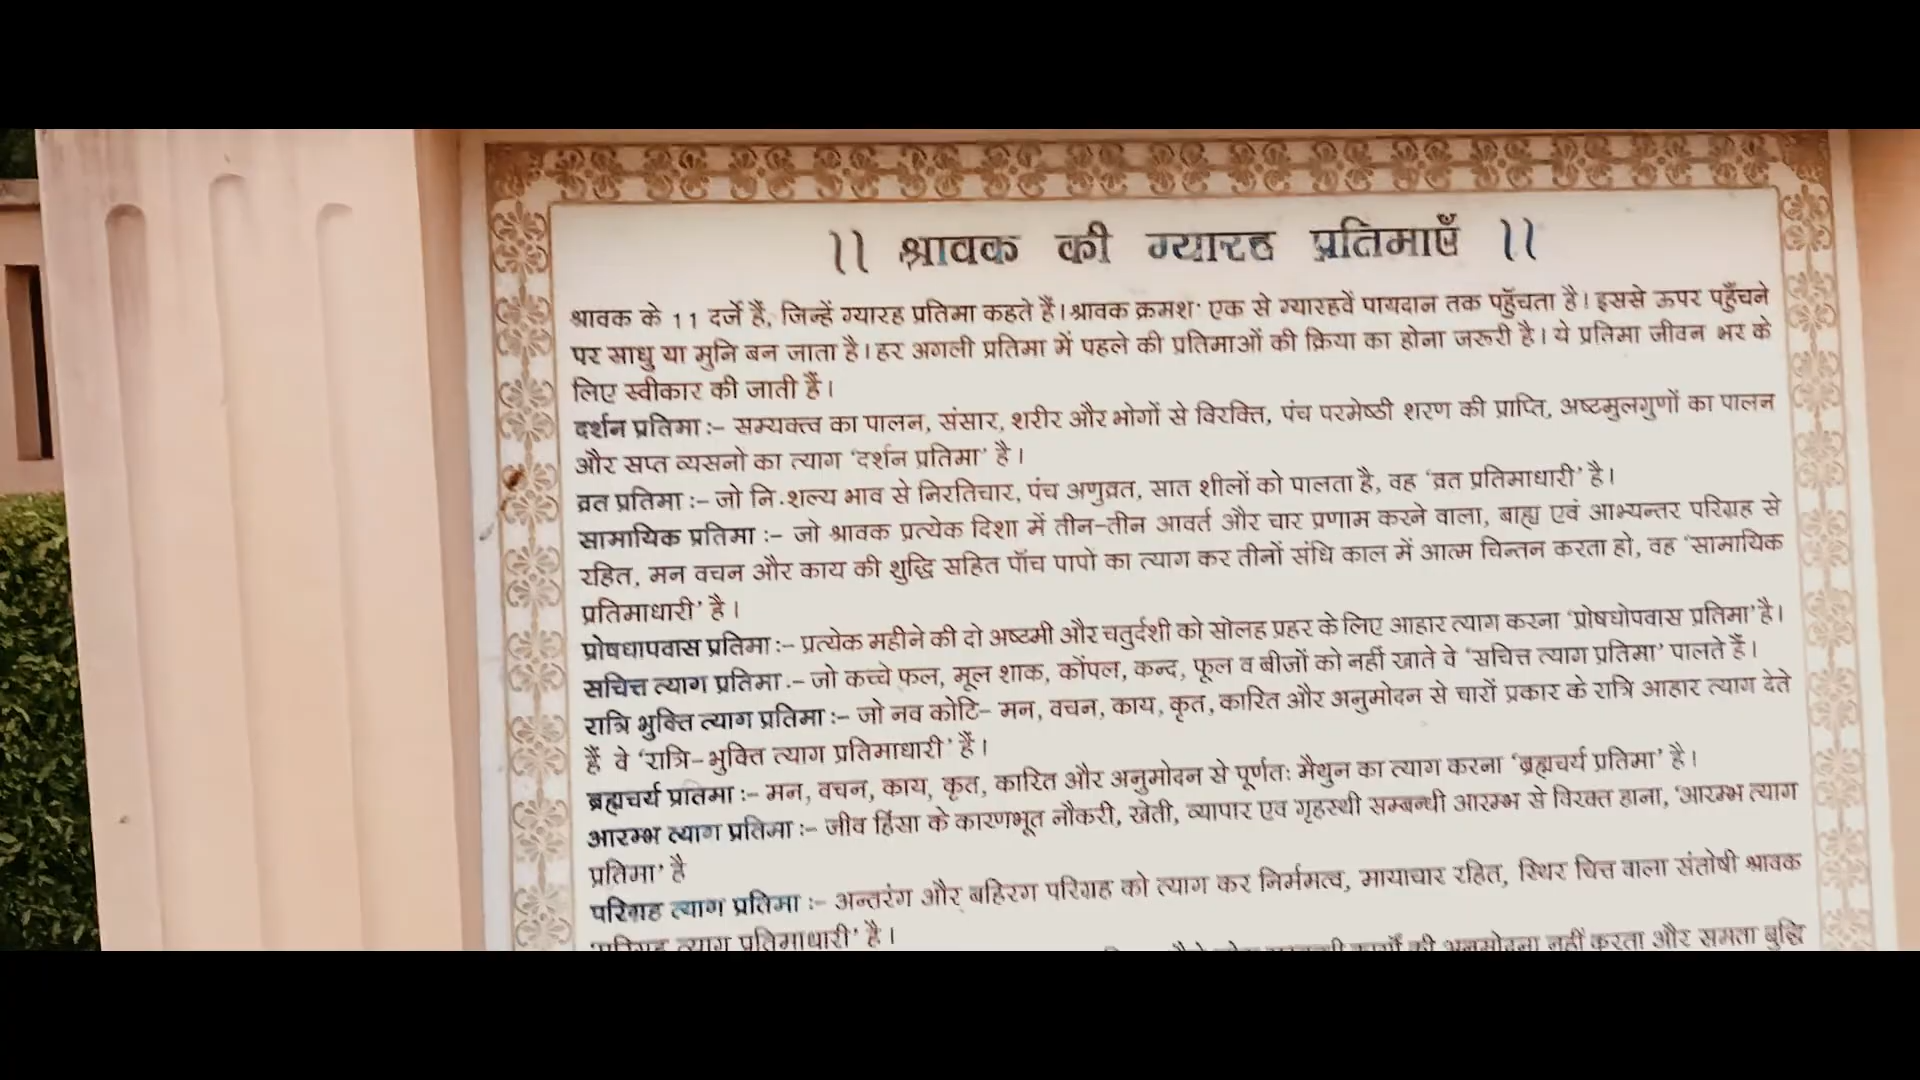 ।। श्रावक की ग्यारह प्रतिमाएँ ।।
श्रावक के 11 दर्जे हैं, जिन्हें ग्यारह प्रतिमा कहते हैं। श्रावक क्रमश: एक से ग्यारहवें पायदान तक पहुँचता है। इससे ऊपर पहुँचने
पर साधु या मुनि बन जाता है। हर अगली प्रतिमा में पहले की प्रतिमाओं की क्रिया का होना जरूरी है। ये प्रतिमा जीवन भर के
लिए स्वीकार की जाती हैं।
दर्शन प्रतिमा :– सम्यक्त्व का पालन, संसार, शरीर और भोगों से विरक्ति, पंच परमेष्ठी शरण की प्राप्ति, अष्टमुलगुणों का पालन
और सप्त व्यसनो का त्याग ‘दर्शन प्रतिमा’ है।
व्रत प्रतिमा :– जो नि:शल्य भाव से निरतिचार, पंच अणुव्रत, सात शीलों को पालता है, वह ‘व्रत प्रतिमाधारी’ है।
सामायिक प्रतिमा :– जो श्रावक प्रत्येक दिशा में तीन–तीन आवर्त और चार प्रणाम करने वाला, बाह्य एवं आभ्यन्तर परिग्रह से
रहित, मन वचन और काय की शुद्धि सहित पाँच पापो का त्याग कर तीनों संधि काल में आत्म चिन्तन करता हो, वह ‘सामायिक
प्रतिमाधारी’ है।
प्रोषधापवास प्रतिमा :– प्रत्येक महीने की दो अष्टमी और चतुर्दशी को सोलह प्रहर के लिए आहार त्याग करना ‘प्रोषधोपवास प्रतिमा’ है।
सचित्त त्याग प्रतिमा :– जो कच्चे फल, मूल शाक, कोंपल, कन्द, फूल व बीजों को नहीं खाते वे ‘सचित्त त्याग प्रतिमा’ पालते हैं।
रात्रि भुक्ति त्याग प्रतिमा :– जो नव कोटि– मन, वचन, काय, कृत, कारित और अनुमोदन से चारों प्रकार के रात्रि आहार त्याग देते
हैं वे ‘रात्रि–भुक्ति त्याग प्रतिमाधारी’ हैं।
ब्रह्मचर्य प्रतिमा :– मन, वचन, काय, कृत, कारित और अनुमोदन से पूर्णत: मैथुन का त्याग करना ‘ब्रह्मचर्य प्रतिमा’ है।
आरम्भ त्याग प्रतिमा :– जीव हिंसा के कारणभूत नौकरी, खेती, व्यापार एव गृहस्थी सम्बन्धी आरम्भ से विरक्त हाना, ‘आरम्भ त्याग
प्रतिमा’ है
परिग्रह त्याग प्रतिमा :– अन्तरंग और बहिरग परिग्रह को त्याग कर निर्ममत्व, मायाचार रहित, स्थिर चित्त वाला संतोषी श्रावक
‘परिग्रह त्याग प्रतिमाधारी’ है।
कार्यों की अनुमोदना नहीं करता और समता बुद्धि